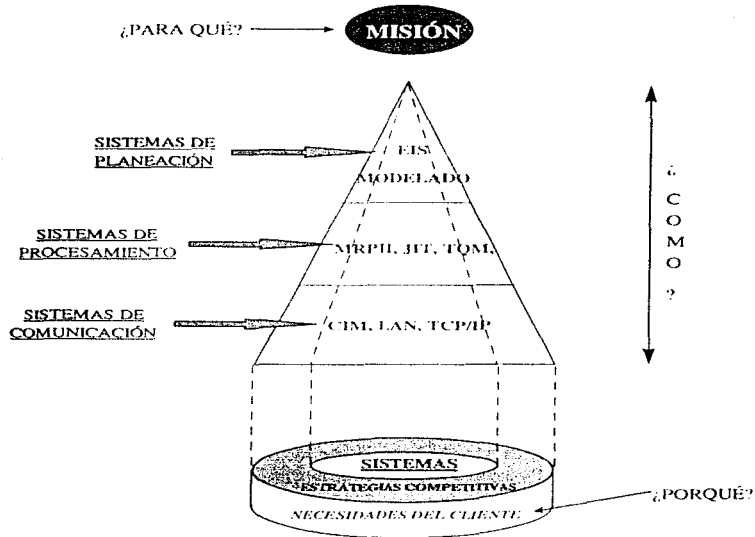 ¿PARA QUÉ?
MISIÓN
SISTEMAS DE
PLANEACIÓN
EIS
MODELADO
SISTEMAS DE
PROCESAMIENTO
MRPII, JIT, TQM,
SISTEMAS DE
COMUNICACIÓN
CIM, LAN, TCP/IP
¿
C
O
M
O
?
SISTEMAS
ESTRATEGIAS COMPETITIVAS
NECESIDADES DEL CLIENTE
¿PORQUÉ?